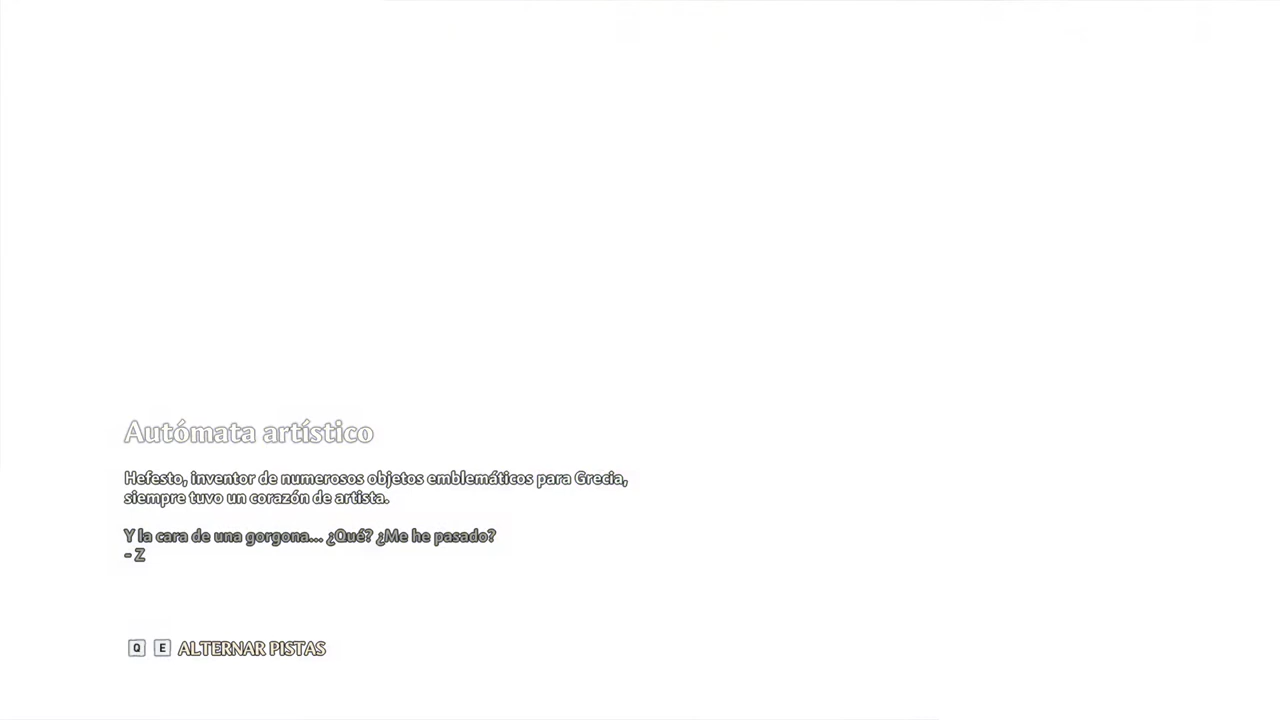 Autómata artístico
Hefesto, inventor de numerosos objetos emblemáticos para Grecia,
siempre tuvo un corazón de artista.
Y la cara de una gorgona... ¿Qué? ¿Me he pasado?
- Z
Q E ALTERNAR PISTAS